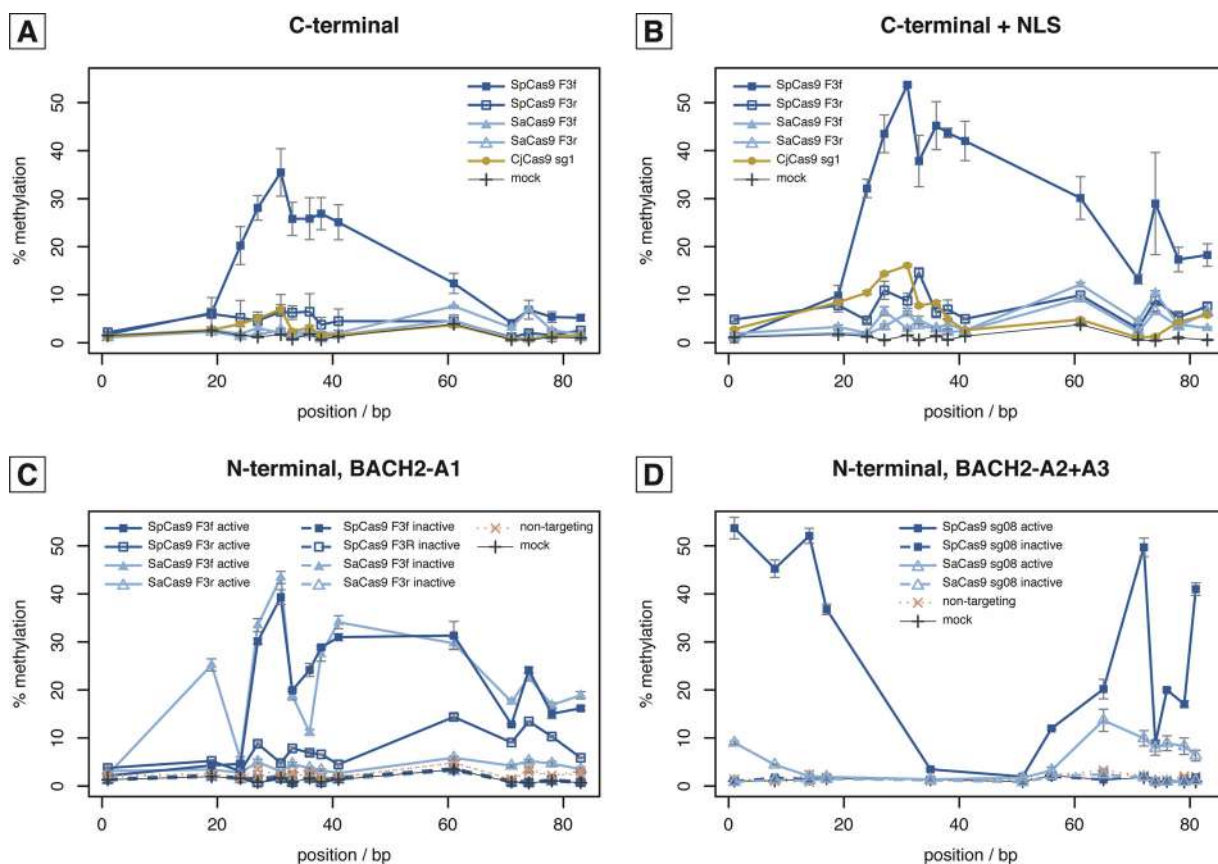 A
C-terminal
% methylation
50
40
30
20
10
0
SpCas9 F3f
SpCas9 F3r
SaCas9 F3f
SaCas9 F3r
CjCas9 sg1
mock
0 20 40 60 80
position / bp
B
C-terminal + NLS
% methylation
50
40
30
20
10
0
SpCas9 F3f
SpCas9 F3r
SaCas9 F3f
SaCas9 F3r
CjCas9 sg1
mock
0 20 40 60 80
position / bp
C
N-terminal, BACH2-A1
% methylation
50
40
30
20
10
0
SpCas9 F3f active
SpCas9 F3r active
SaCas9 F3f active
SaCas9 F3r active
SpCas9 F3f inactive
SpCas9 F3R inactive
SaCas9 F3f inactive
SaCas9 F3r inactive
non-targeting
mock
0 20 40 60 80
position / bp
D
N-terminal, BACH2-A2+A3
% methylation
50
40
30
20
10
0
SpCas9 sg08 active
SpCas9 sg08 inactive
SaCas9 sg08 active
SaCas9 sg08 inactive
non-targeting
mock
0 20 40 60 80
position / bp